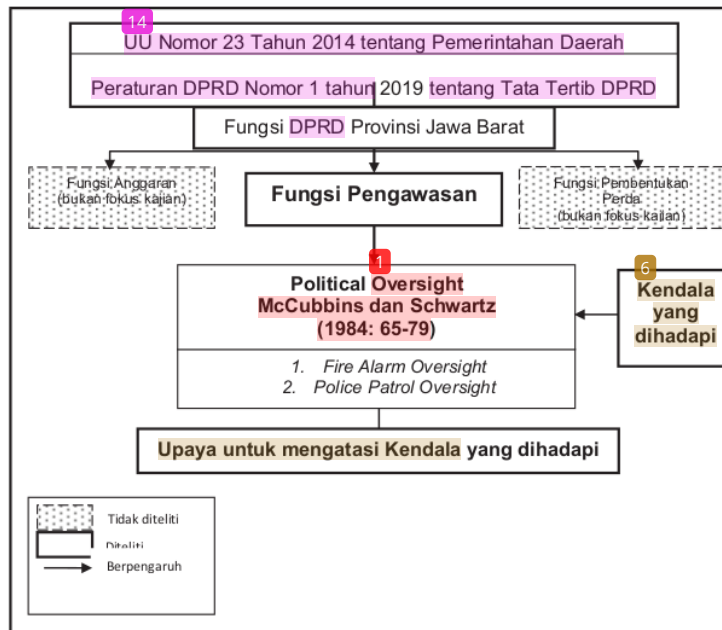 14
UU Nomor 23 Tahun 2014 tentang Pemerintahan Daerah
Peraturan DPRD Nomor 1 tahun 2019 tentang Tata Tertib DPRD
Fungsi DPRD Provinsi Jawa Barat
Fungsi Anggaran
(bukan fokus kajian)
Fungsi Pengawasan
Fungsi Pembentukan
Perda
(bukan fokus kajian)
1
Political Oversight
McCubbins dan Schwartz
(1984: 65-79)
1. Fire Alarm Oversight
2. Police Patrol Oversight
6
Kendala
yang
dihadapi
Upaya untuk mengatasi Kendala yang dihadapi
Tidak diteliti
Diteliti
Berpengaruh